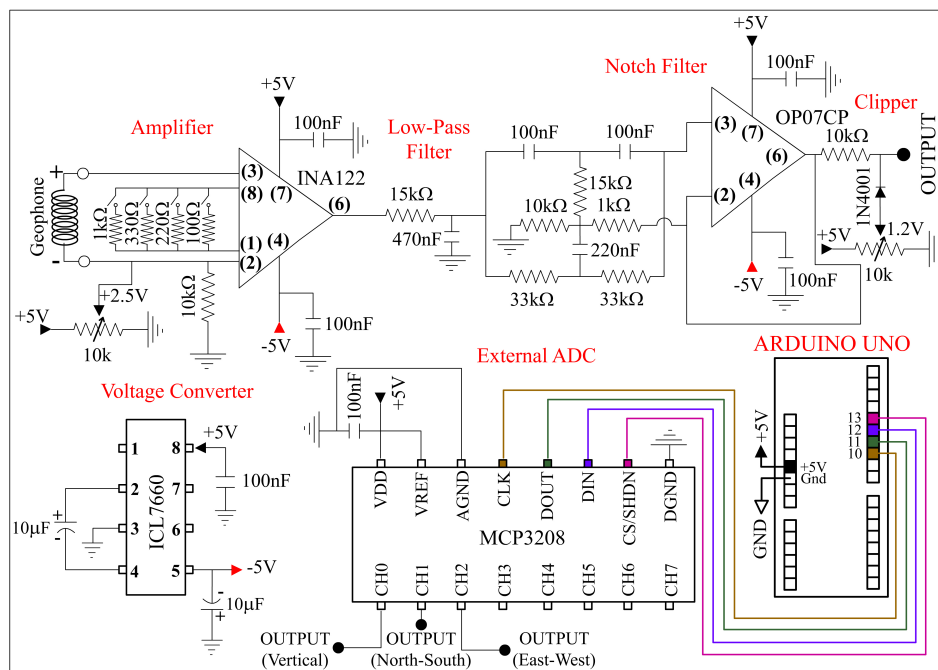 Amplifier
+5V
100nF
INA122
Geophone
+
-
(3)
(8)
(7)
(6)
(1)
(4)
(2)
1kΩ
330Ω
220Ω
100Ω
10kΩ
+2.5V
+5V
10k
-5V
100nF
Low-Pass
Filter
15kΩ
470nF
Notch Filter
+5V
100nF
100nF
100nF
OP07CP
(3)
(7)
(6)
(4)
(2)
15kΩ
10kΩ
1kΩ
220nF
33kΩ
33kΩ
-5V
100nF
Clipper
10kΩ
OUTPUT
1N4001
1.2V
+5V
10k
Voltage Converter
ICL7660
1
2
3
4
8
7
6
5
+5V
100nF
10µF
+
-
-5V
10µF
-
+
External ADC
100nF
+5V
VDD
VREF
AGND
CLK
DOUT
DIN
CS/SHDN
DGND
MCP3208
CH0
CH1
CH2
CH3
CH4
CH5
CH6
CH7
OUTPUT
(Vertical)
OUTPUT
(North-South)
OUTPUT
(East-West)
ARDUINO UNO
13
12
11
10
+5V
+5V
Gnd
GND